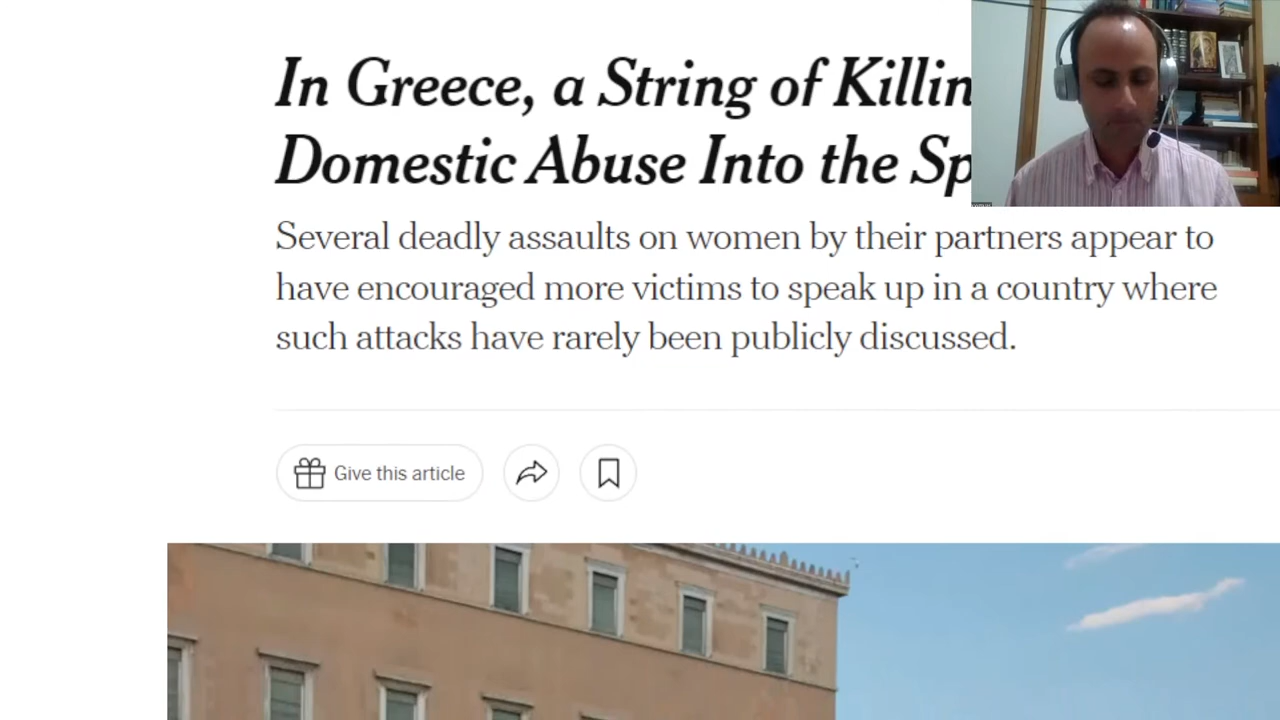 In Greece, a String of
Domestic Abuse Into the
Several deadly assaults on women by their partners appear to
have encouraged more victims to speak up in a country where
such attacks have rarely been publicly discussed.
Give this article